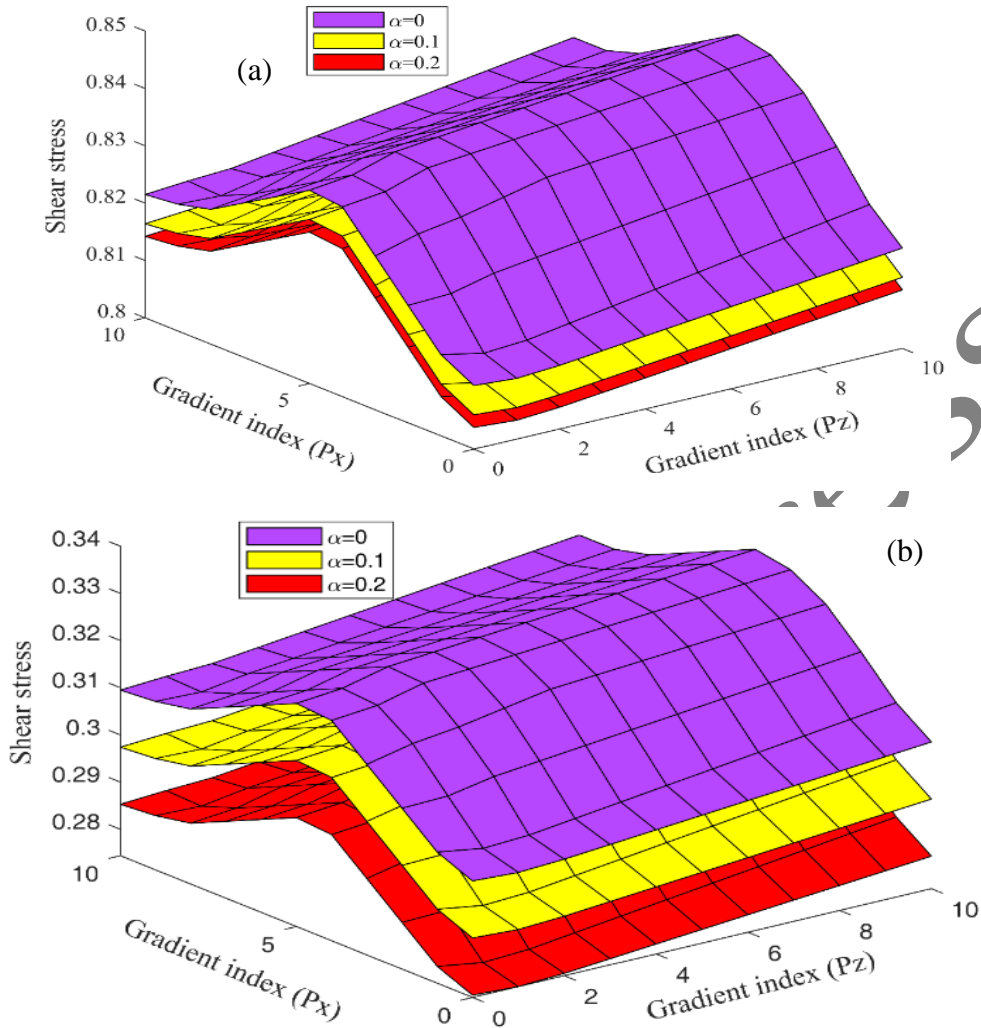 α=0
α=0.1
α=0.2
(a)
0.85
0.84
0.83
0.82
0.81
0.8
Shear stress
10
5
0
Gradient index (Px)
0
2
4
6
8
10
Gradient index (Pz)
α=0
α=0.1
α=0.2
(b)
0.34
0.33
0.32
0.31
0.3
0.29
0.28
Shear stress
10
5
0
Gradient index (Px)
0
2
4
6
8
10
Gradient index (Pz)